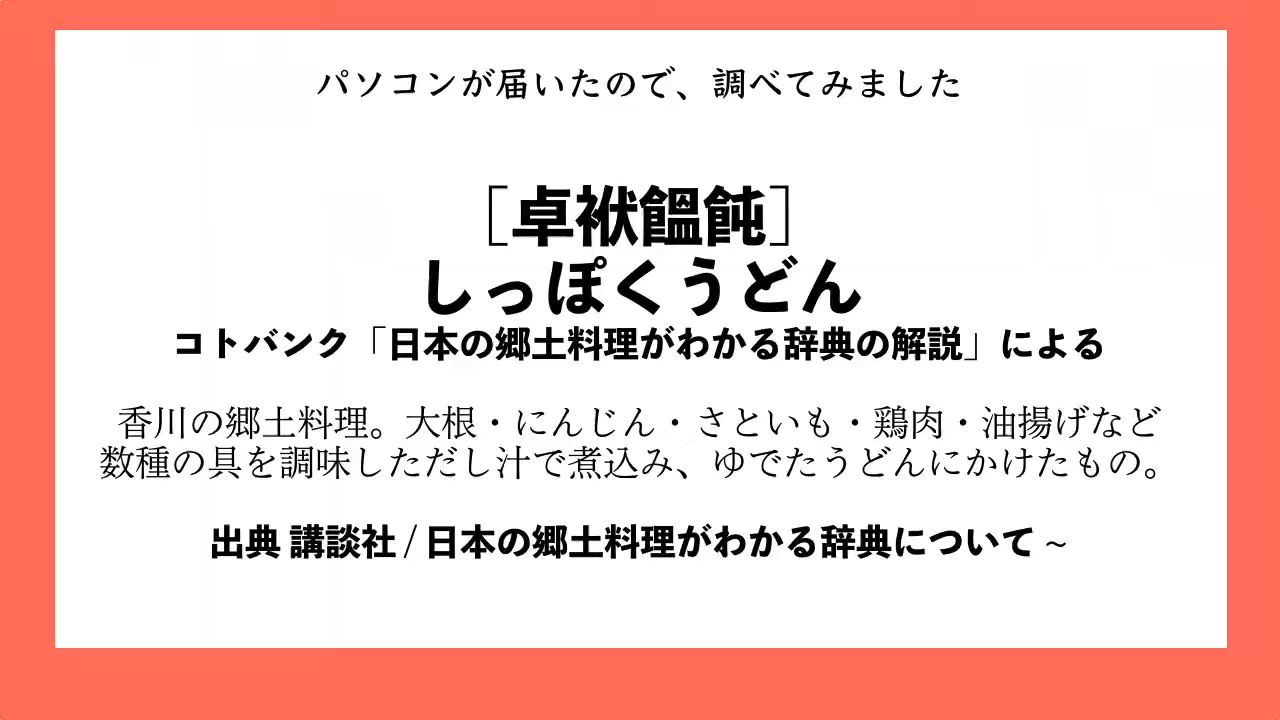 パソコンが届いたので、調べてみました
［卓袱饂飩］
しっぽくうどん
コトバンク「日本の郷土料理がわかる辞典の解説」による
香川の郷土料理。大根・にんじん・さといも・鶏肉・油揚げなど
数種の具を調味しただし汁で煮込み、ゆでたうどんにかけたもの。
出典 講談社 / 日本の郷土料理がわかる辞典について ~